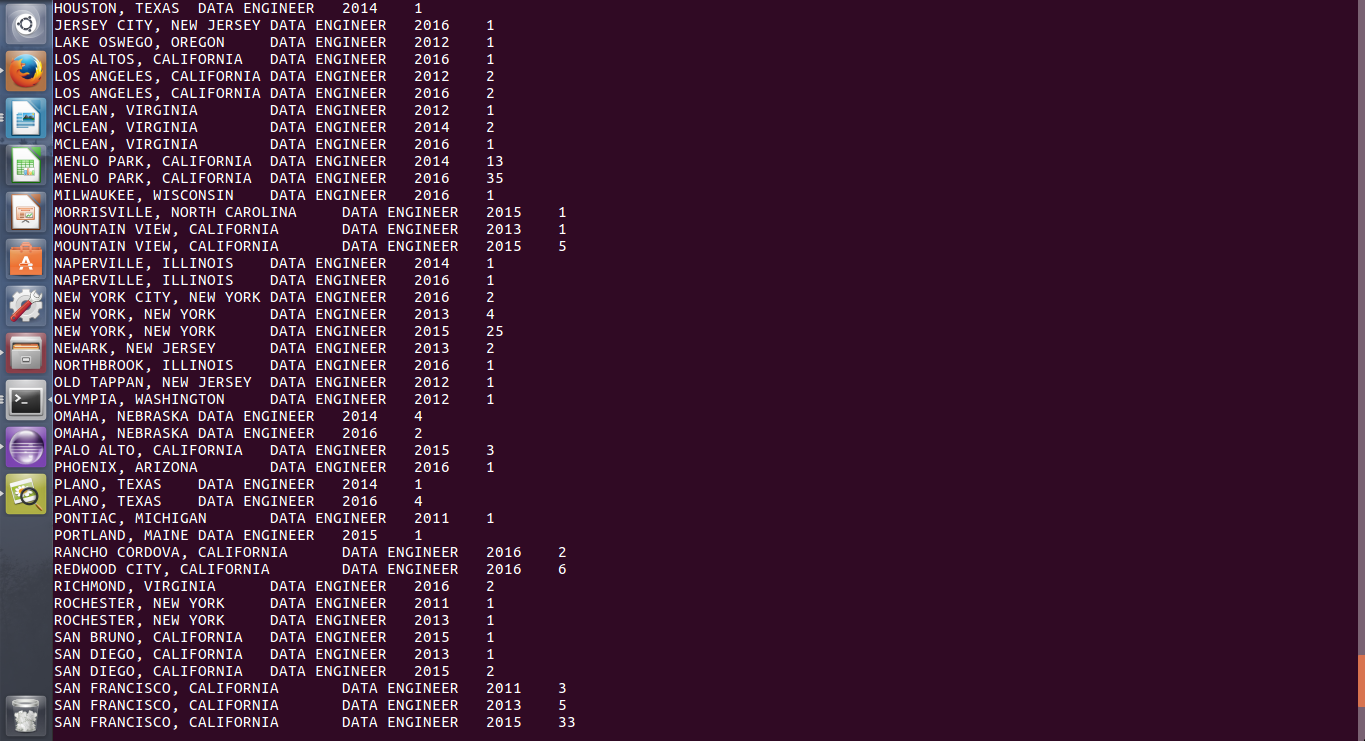 HOUSTON, TEXAS  DATA ENGINEER   2014    1
JERSEY CITY, NEW JERSEY DATA ENGINEER   2016    1
LAKE OSWEGO, OREGON     DATA ENGINEER   2012    1
LOS ALTOS, CALIFORNIA   DATA ENGINEER   2016    1
LOS ANGELES, CALIFORNIA DATA ENGINEER   2012    2
LOS ANGELES, CALIFORNIA DATA ENGINEER   2016    2
MCLEAN, VIRGINIA        DATA ENGINEER   2012    1
MCLEAN, VIRGINIA        DATA ENGINEER   2014    2
MCLEAN, VIRGINIA        DATA ENGINEER   2016    1
MENLO PARK, CALIFORNIA  DATA ENGINEER   2014    13
MENLO PARK, CALIFORNIA  DATA ENGINEER   2016    35
MILWAUKEE, WISCONSIN    DATA ENGINEER   2016    1
MORRISVILLE, NORTH CAROLINA     DATA ENGINEER   2015    1
MOUNTAIN VIEW, CALIFORNIA       DATA ENGINEER   2013    1
MOUNTAIN VIEW, CALIFORNIA       DATA ENGINEER   2015    5
NAPERVILLE, ILLINOIS    DATA ENGINEER   2014    1
NAPERVILLE, ILLINOIS    DATA ENGINEER   2016    1
NEW YORK CITY, NEW YORK DATA ENGINEER   2016    2
NEW YORK, NEW YORK      DATA ENGINEER   2013    4
NEW YORK, NEW YORK      DATA ENGINEER   2015    25
NEWARK, NEW JERSEY      DATA ENGINEER   2013    2
NORTHBROOK, ILLINOIS    DATA ENGINEER   2016    1
OLD TAPPAN, NEW JERSEY  DATA ENGINEER   2012    1
OLYMPIA, WASHINGTON     DATA ENGINEER   2012    1
OMAHA, NEBRASKA DATA ENGINEER   2014    4
OMAHA, NEBRASKA DATA ENGINEER   2016    2
PALO ALTO, CALIFORNIA   DATA ENGINEER   2015    3
PHOENIX, ARIZONA        DATA ENGINEER   2016    1
PLANO, TEXAS    DATA ENGINEER   2014    1
PLANO, TEXAS    DATA ENGINEER   2016    4
PONTIAC, MICHIGAN       DATA ENGINEER   2011    1
PORTLAND, MAINE DATA ENGINEER   2015    1
RANCHO CORDOVA, CALIFORNIA      DATA ENGINEER   2016    2
REDWOOD CITY, CALIFORNIA        DATA ENGINEER   2016    6
RICHMOND, VIRGINIA      DATA ENGINEER   2016    2
ROCHESTER, NEW YORK     DATA ENGINEER   2011    1
ROCHESTER, NEW YORK     DATA ENGINEER   2013    1
SAN BRUNO, CALIFORNIA   DATA ENGINEER   2015    1
SAN DIEGO, CALIFORNIA   DATA ENGINEER   2013    1
SAN DIEGO, CALIFORNIA   DATA ENGINEER   2015    2
SAN FRANCISCO, CALIFORNIA       DATA ENGINEER   2011    3
SAN FRANCISCO, CALIFORNIA       DATA ENGINEER   2013    5
SAN FRANCISCO, CALIFORNIA       DATA ENGINEER   2015    33